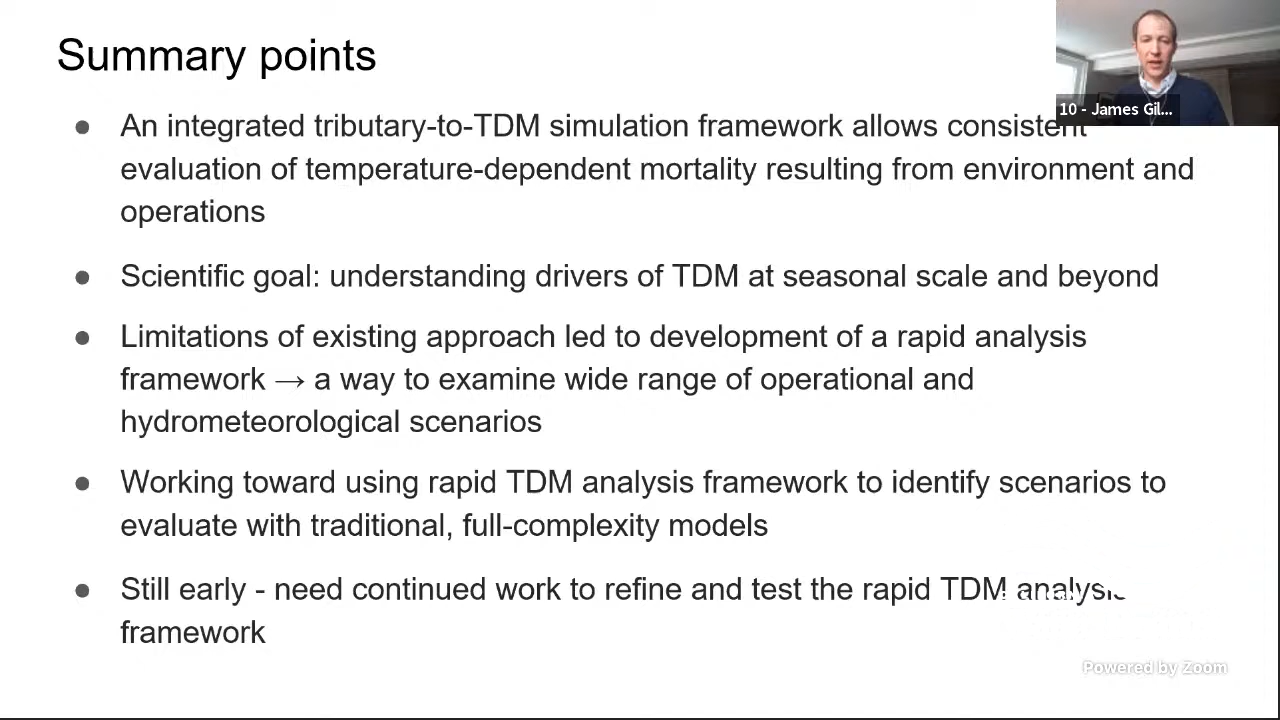 Summary points
10 - James Gil...
● An integrated tributary-to-TDM simulation framework allows consistent
evaluation of temperature-dependent mortality resulting from environment and
operations
● Scientific goal: understanding drivers of TDM at seasonal scale and beyond
● Limitations of existing approach led to development of a rapid analysis
framework → a way to examine wide range of operational and
hydrometeorological scenarios
● Working toward using rapid TDM analysis framework to identify scenarios to
evaluate with traditional, full-complexity models
● Still early - need continued work to refine and test the rapid TDM analysis
framework
Powered by Zoom